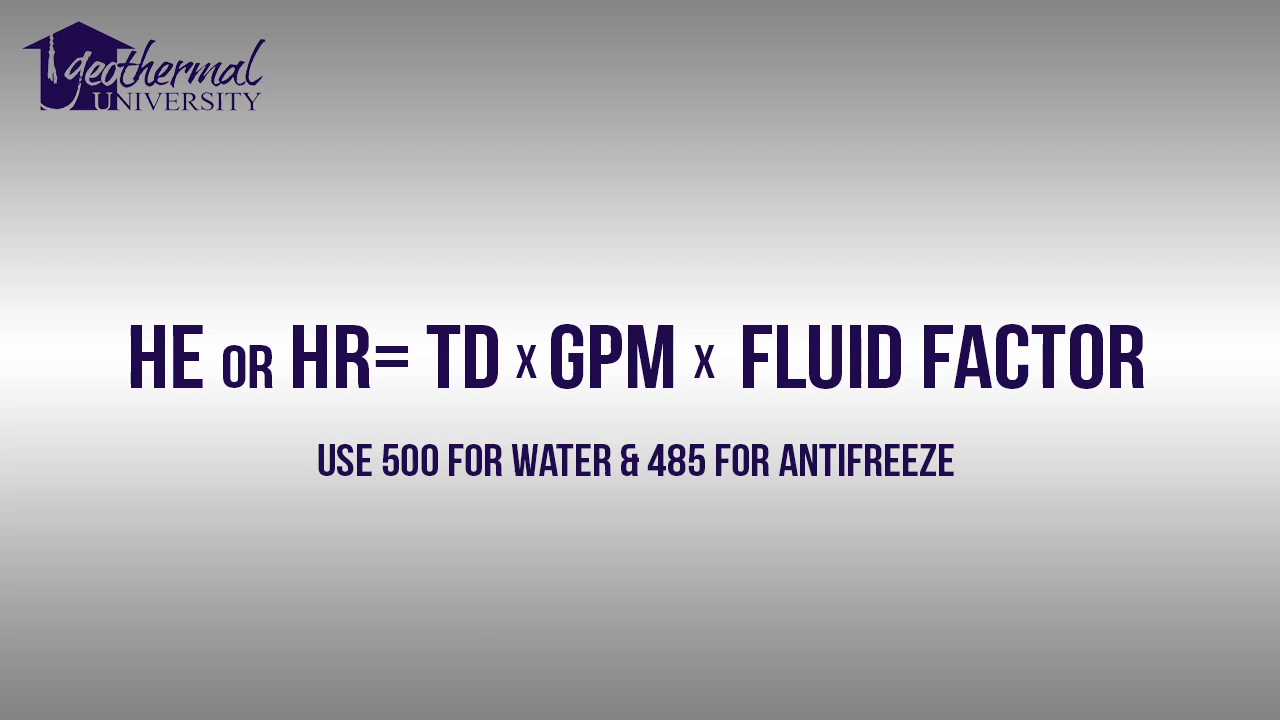 geothermal
UNIVERSITY
HE OR HR= TD X GPM X FLUID FACTOR
USE 500 FOR WATER & 485 FOR ANTIFREEZE